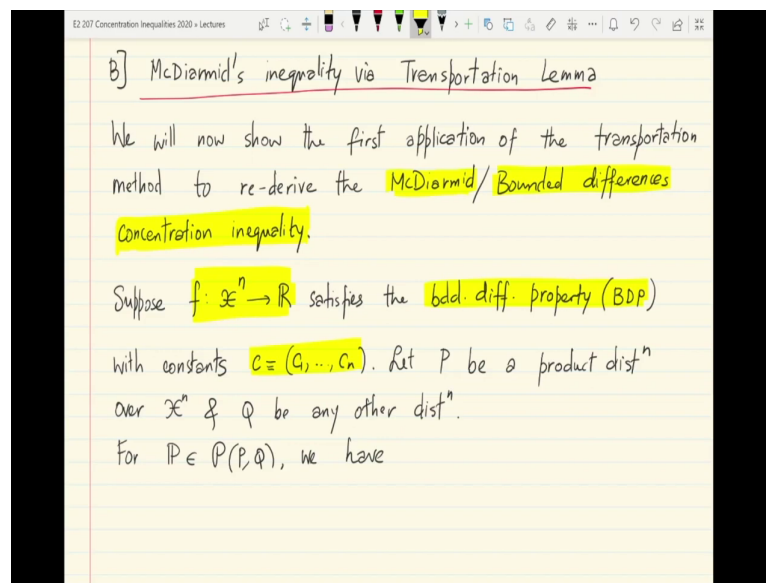 E2 207 Concentration Inequalities 2020 » Lectures
B] McDiarmid's inequality via Transportation Lemma
We will now show the first application of the transportation
method to re-derive the McDiarmid/Bounded differences
concentration inequality.
Suppose f: 𝒳ⁿ → ℝ satisfies the bdd. diff. property (BDP)
with constants c ≡ (c₁, .., cₙ). Let P be a product distⁿ
over 𝒳ⁿ & Q be any other distⁿ.
For ℙ ∈ 𝒫(P,Q), we have